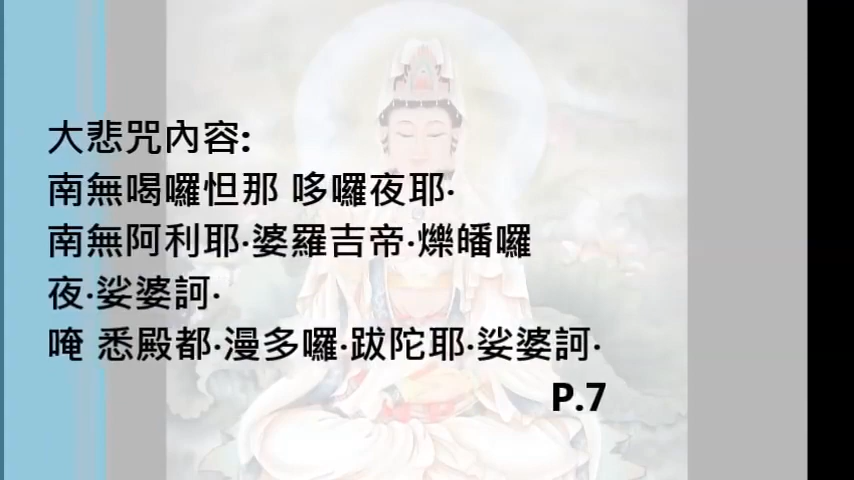 大悲咒內容:
南無喝囉怛那 哆囉夜耶·
南無阿利耶·婆羅吉帝·爍皤囉
夜·娑婆訶·
唵 悉殿都·漫多囉·跋陀耶·娑婆訶·
P.7